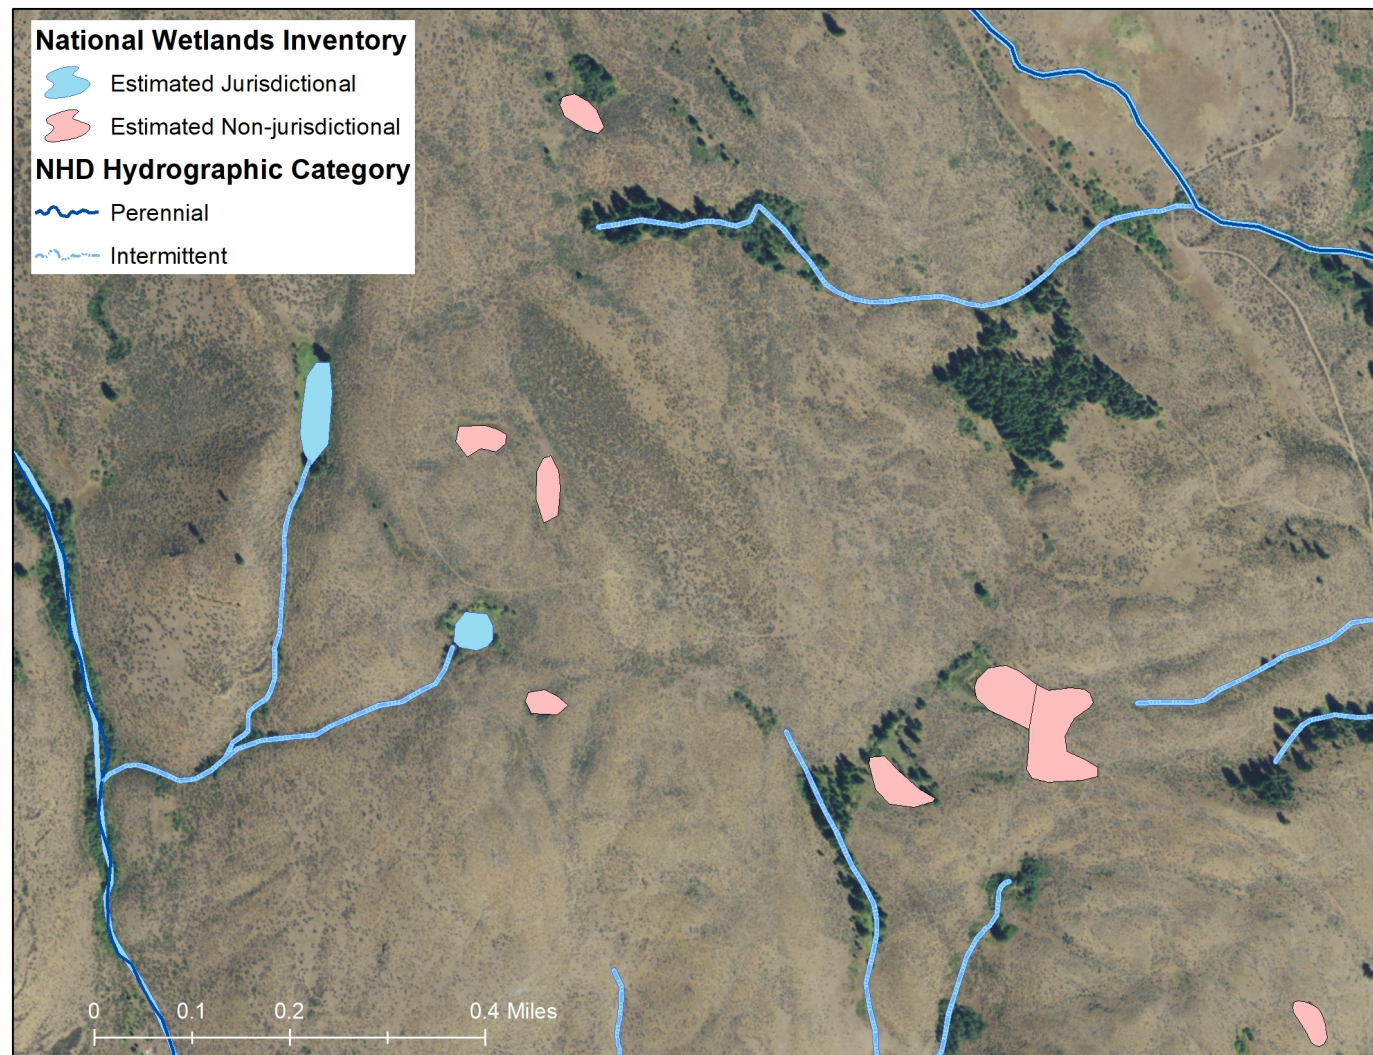 National Wetlands Inventory
Estimated Jurisdictional
Estimated Non-jurisdictional
NHD Hydrographic Category
Perennial
Intermittent
0 0.1 0.2 0.4 Miles